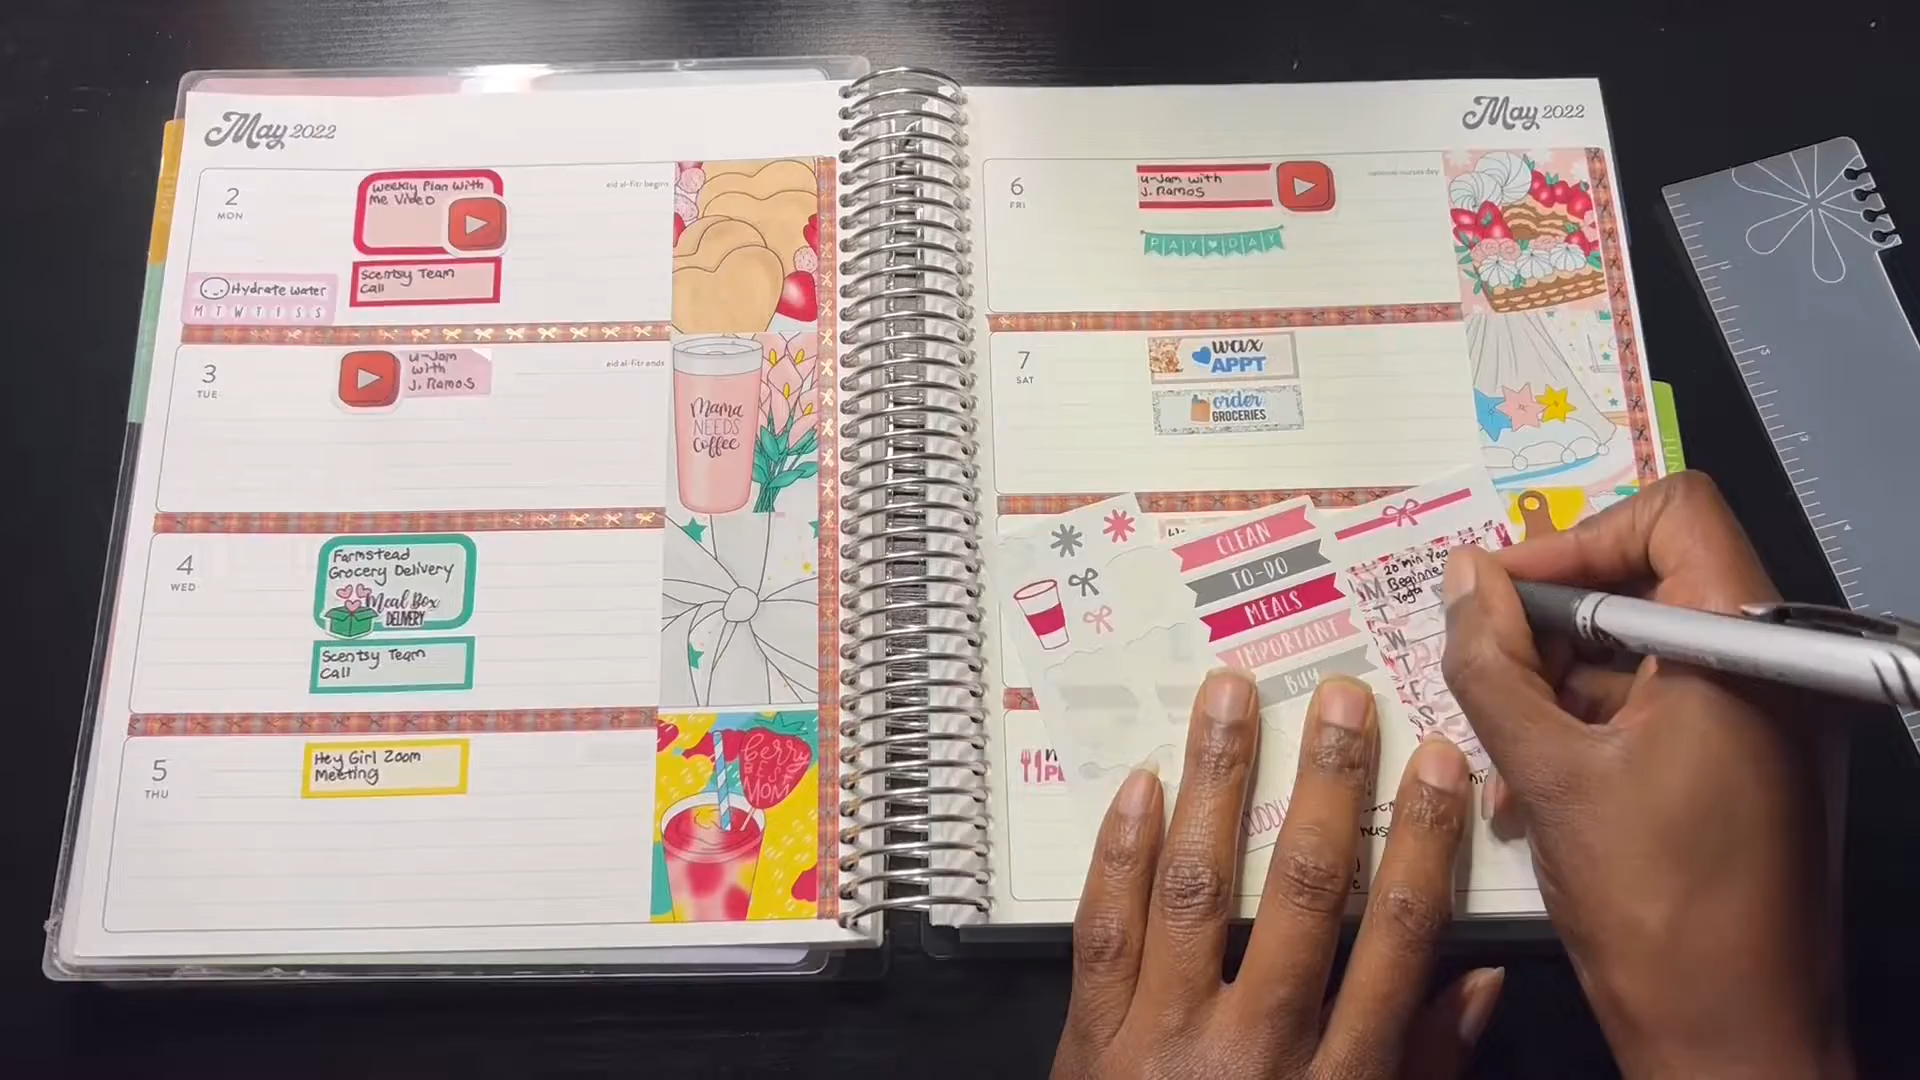 May 2022
2
MON
Weekly Plan With
Me Video
eid al-fitr begins
Scentsy Team
Call
Hydrate Water
M T W T F S S
3
TUE
U-Jam
with
J. Ramos
eid al-fitr ends
Mama
NEEDS
Coffee
4
WED
Farmstead
Grocery Delivery
Meal Box
DELIVERY
Scentsy Team
Call
5
THU
Hey Girl Zoom
Meeting
berry
BEST
MOM
May 2022
6
FRI
U-Jam with
J. Ramos
national nurses day
PAYDAY
7
SAT
wax
APPT
order
GROCERIES
CLEAN
TO-DO
MEALS
IMPORTANT
BUY
20 min Yoga For
Beginne
Yoga
M
T
W
T
F
S
JUN